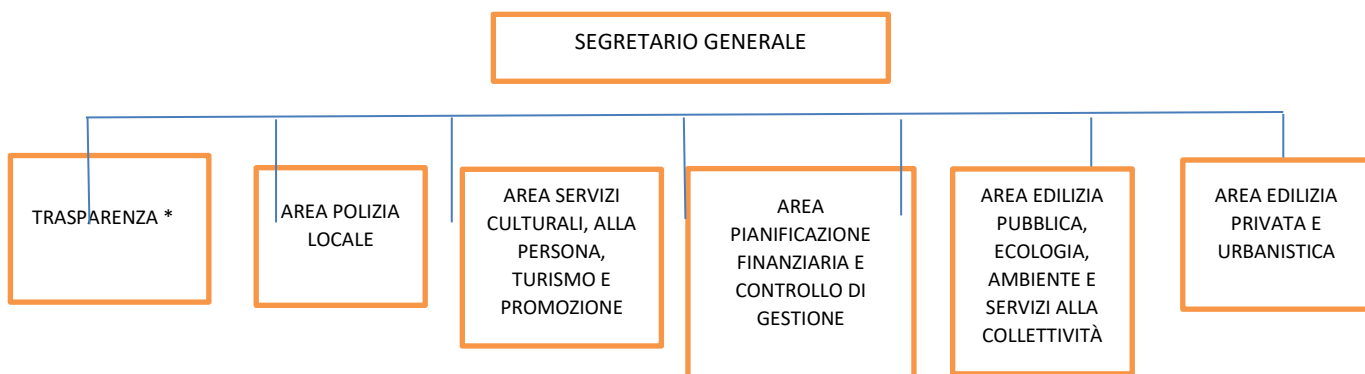 SEGRETARIO GENERALE
TRASPARENZA *
AREA POLIZIA
LOCALE
AREA SERVIZI
CULTURALI, ALLA
PERSONA,
TURISMO E
PROMOZIONE
AREA
PIANIFICAZIONE
FINANZIARIA E
CONTROLLO DI
GESTIONE
AREA EDILIZIA
PUBBLICA,
ECOLOGIA,
AMBIENTE E
SERVIZI ALLA
COLLETTIVITÀ
AREA EDILIZIA
PRIVATA E
URBANISTICA